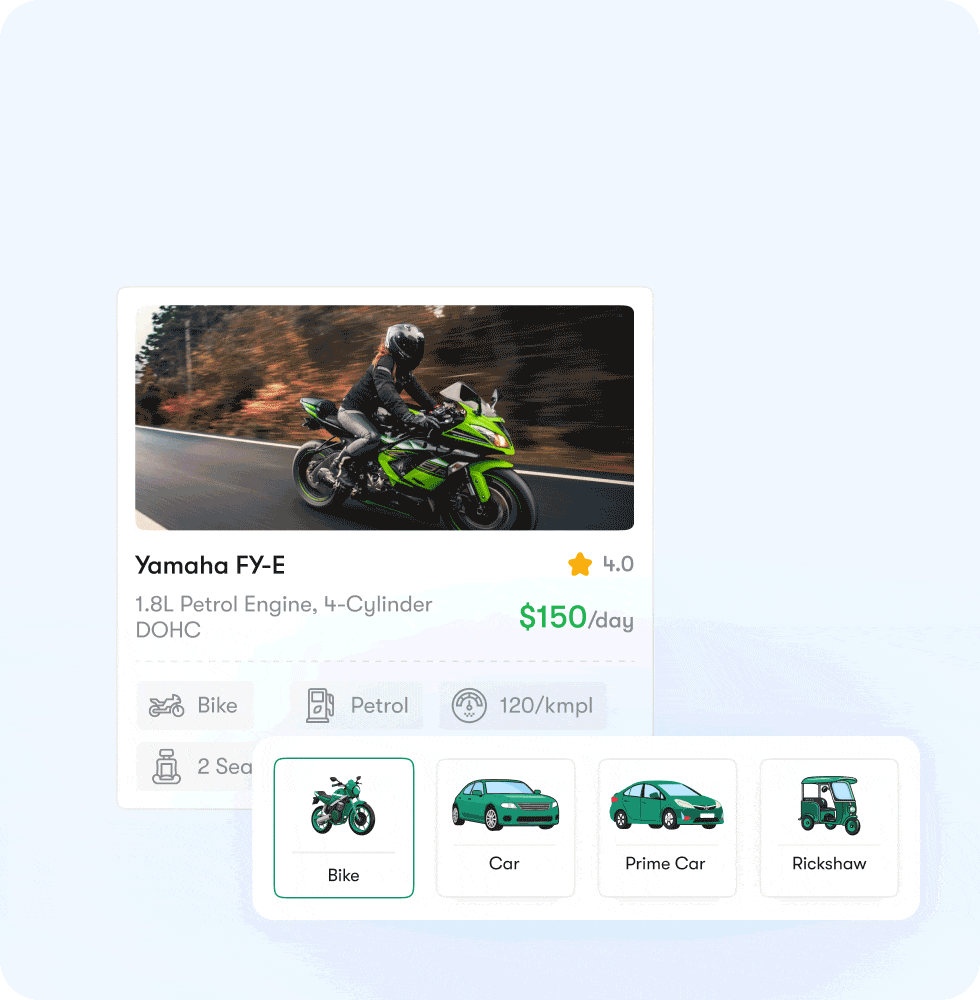 Yamaha FY-E
4.0
1.8L Petrol Engine, 4-Cylinder
DOHC
$150/day
Bike
Petrol
120/kmpl
2 Sea
Bike
Car
Prime Car
Rickshaw